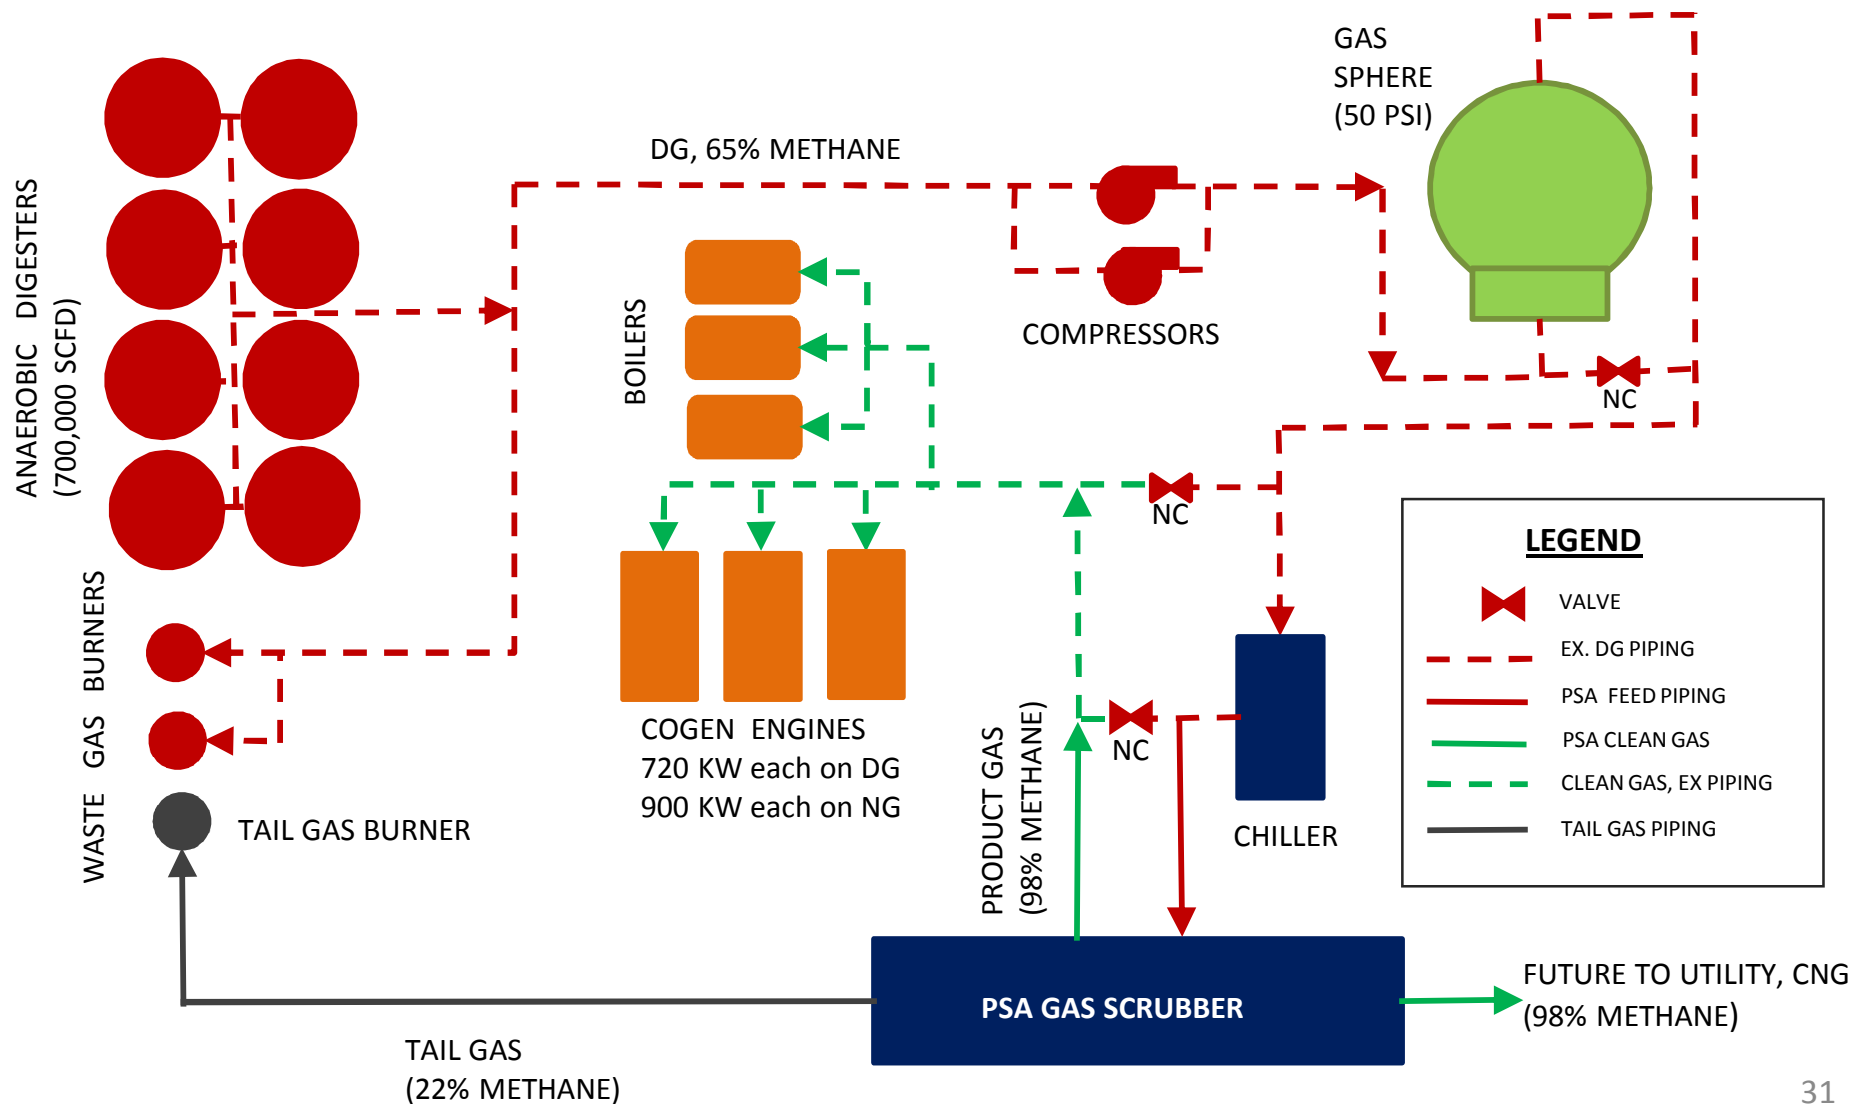 ANAEROBIC DIGESTERS
(700,000 SCFD)
DG, 65% METHANE
GAS
SPHERE
(50 PSI)
COMPRESSORS
NC
BOILERS
NC
WASTE GAS BURNERS
COGEN ENGINES
720 KW each on DG
900 KW each on NG
NC
CHILLER
TAIL GAS BURNER
PRODUCT GAS
(98% METHANE)
LEGEND
VALVE
EX. DG PIPING
PSA FEED PIPING
PSA CLEAN GAS
CLEAN GAS, EX PIPING
TAIL GAS PIPING
PSA GAS SCRUBBER
FUTURE TO UTILITY, CNG
(98% METHANE)
TAIL GAS
(22% METHANE)
31